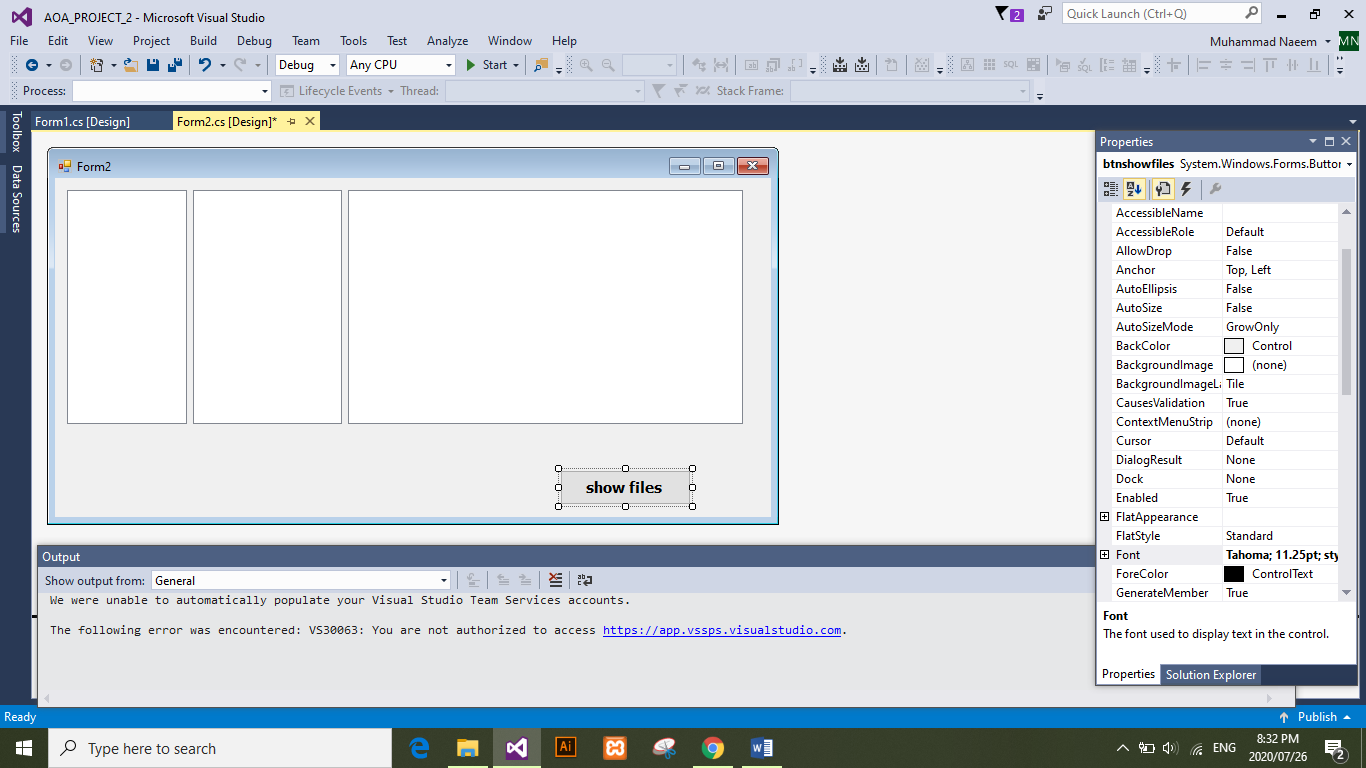 AOA_PROJECT_2 - Microsoft Visual Studio
2
Quick Launch (Ctrl+Q)
File Edit View Project Build Debug Team Tools Test Analyze Window Help
Muhammad Naeem
MN
Debug Any CPU Start
Process: Lifecycle Events Thread: Stack Frame:
Toolbox
Data Sources
Form1.cs [Design] Form2.cs [Design]*
Form2
show files
Output
Show output from: General
We were unable to automatically populate your Visual Studio Team Services accounts.
The following error was encountered: VS30063: You are not authorized to access https://app.vssps.visualstudio.com.
Properties
btnshowfiles System.Windows.Forms.Button
AccessibleName
AccessibleRole Default
AllowDrop False
Anchor Top, Left
AutoEllipsis False
AutoSize False
AutoSizeMode GrowOnly
BackColor Control
BackgroundImage (none)
BackgroundImageLa Tile
CausesValidation True
ContextMenuStrip (none)
Cursor Default
DialogResult None
Dock None
Enabled True
FlatAppearance
FlatStyle Standard
Font Tahoma; 11.25pt; sty
ForeColor ControlText
GenerateMember True
Font
The font used to display text in the control.
Properties Solution Explorer
Ready
Publish
Type here to search
Ai
ENG
8:32 PM
2020/07/26
2